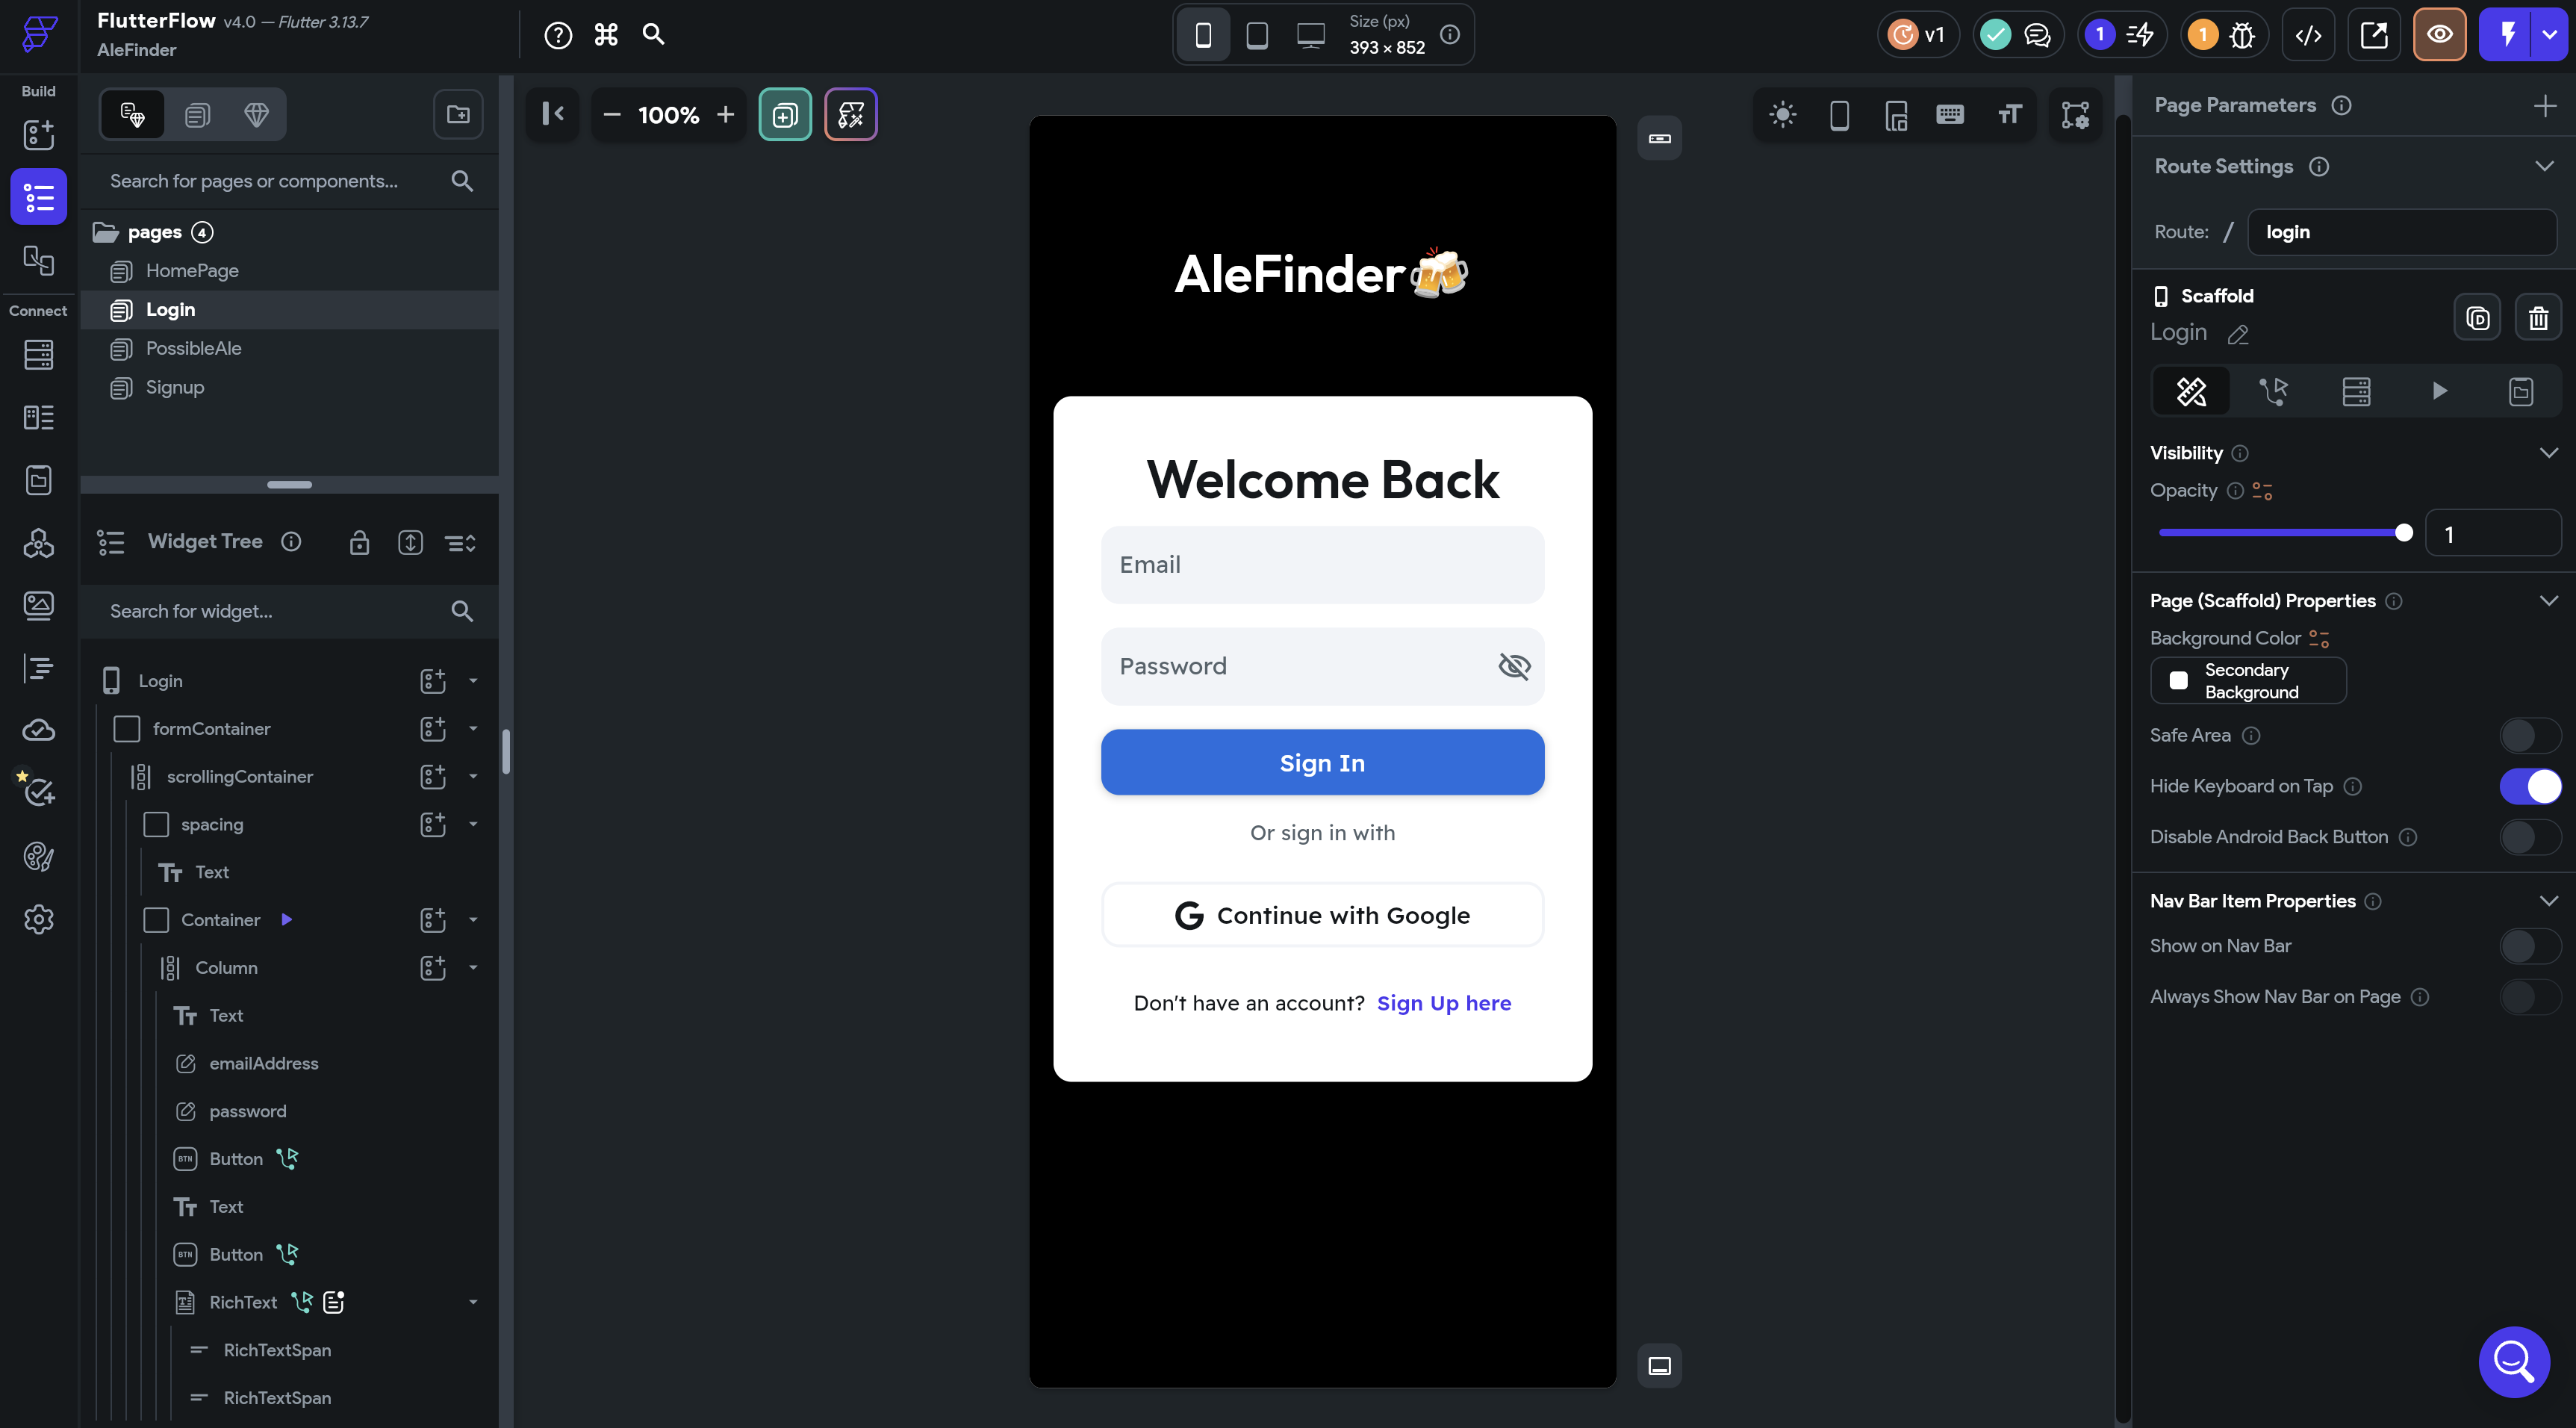 FlutterFlow v4.0 — Flutter 3.13.7
AleFinder
Size (px)
393 × 852
v1
1
1
Build
Connect
100%
Search for pages or components...
pages 4
HomePage
Login
PossibleAle
Signup
Widget Tree
Search for widget...
Login
formContainer
scrollingContainer
spacing
Text
Container
Column
Text
emailAddress
password
BTN Button
Text
BTN Button
RichText
RichTextSpan
RichTextSpan
AleFinder🍻
Welcome Back
Email
Password
Sign In
Or sign in with
G Continue with Google
Don't have an account? Sign Up here
Page Parameters
Route Settings
Route: / login
Scaffold
Login
Visibility
Opacity
1
Page (Scaffold) Properties
Background Color
Secondary
Background
Safe Area
Hide Keyboard on Tap
Disable Android Back Button
Nav Bar Item Properties
Show on Nav Bar
Always Show Nav Bar on Page